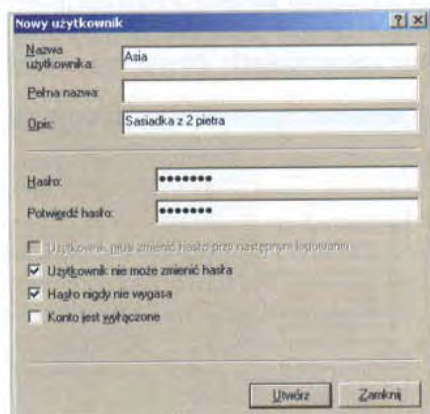 Nowy użytkownik
Nazwa użytkownika: Asia
Pełna nazwa:
Opis: Sasiadka z 2 pietra
Hasło: •••••••
Potwierdź hasło: •••••••
Użytkownik musi zmienić hasło przy następnym logowaniu
Użytkownik nie może zmienić hasła
Hasło nigdy nie wygasa
Konto jest wyłączone
Utwórz Zamknij